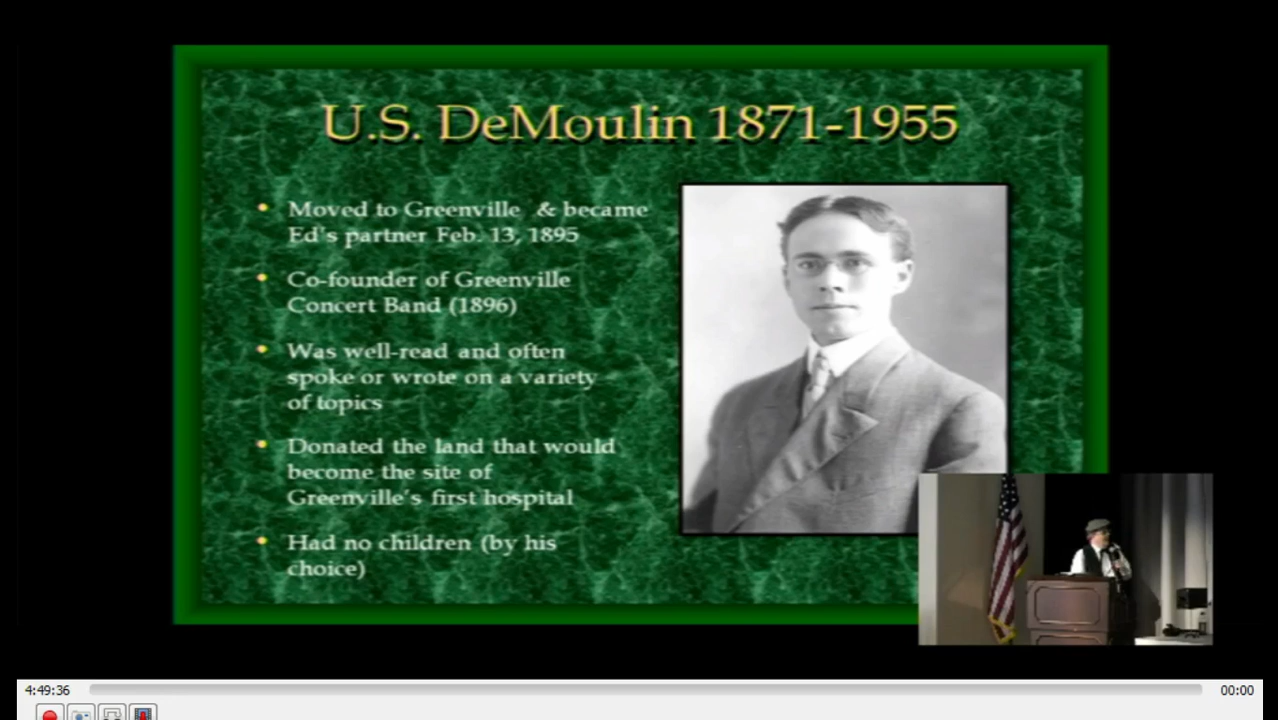 U.S. DeMoulin 1871-1955
• Moved to Greenville & became
Ed's partner Feb. 13, 1895
• Co-founder of Greenville
Concert Band (1896)
• Was well-read and often
spoke or wrote on a variety
of topics
• Donated the land that would
become the site of
Greenville's first hospital
• Had no children (by his
choice)
4:49:36
00:00